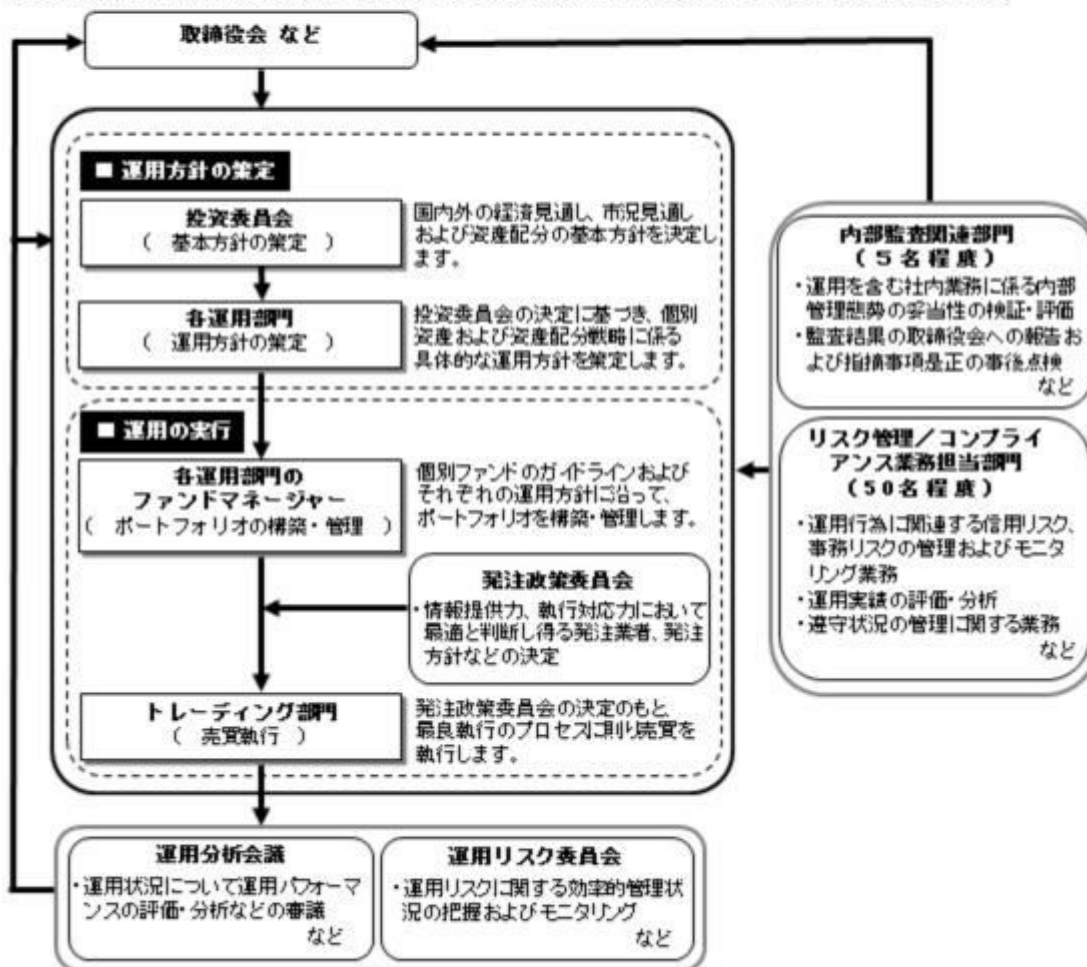 取締役会 など
■ 運用方針の策定
投資委員会
( 基本方針の策定 )
国内外の経済見通し、市況見通し
および資産配分の基本方針を決定し
ます。
各運用部門
( 運用方針の策定 )
投資委員会の決定に基づき、個別
資産および資産配分戦略に係る
具体的な運用方針を策定します。
■ 運用の実行
各運用部門の
ファンドマネージャー
( ポートフォリオの構築・管理 )
個別ファンドのガイドラインおよび
それぞれの運用方針に沿って、
ポートフォリオを構築・管理します。
発注政策委員会
・情報提供力、執行対応力において
最適と判断し得る発注業者、発注
方針などの決定
トレーディング部門
( 売買執行 )
発注政策委員会の決定のもと、
最良執行のプロセスに則り売買を
執行します。
運用分析会議
・運用状況について運用パフォーマ
ンスの評価・分析などの審議
など
運用リスク委員会
・運用リスクに関する効率的管理状
況の把握およびモニタリング
など
内部監査関連部門
(5名程度)
・運用を含む社内業務に係る内部
管理態勢の妥当性の検証・評価
・監査結果の取締役会への報告お
よび指摘事項是正の事後点検
など
リスク管理／コンプライ
アンス業務担当部門
(50名程度)
・運用行為に関連する信用リスク、
事務リスクの管理およびモニタ
リング業務
・運用実績の評価・分析
・遵守状況の管理に関する業務
など